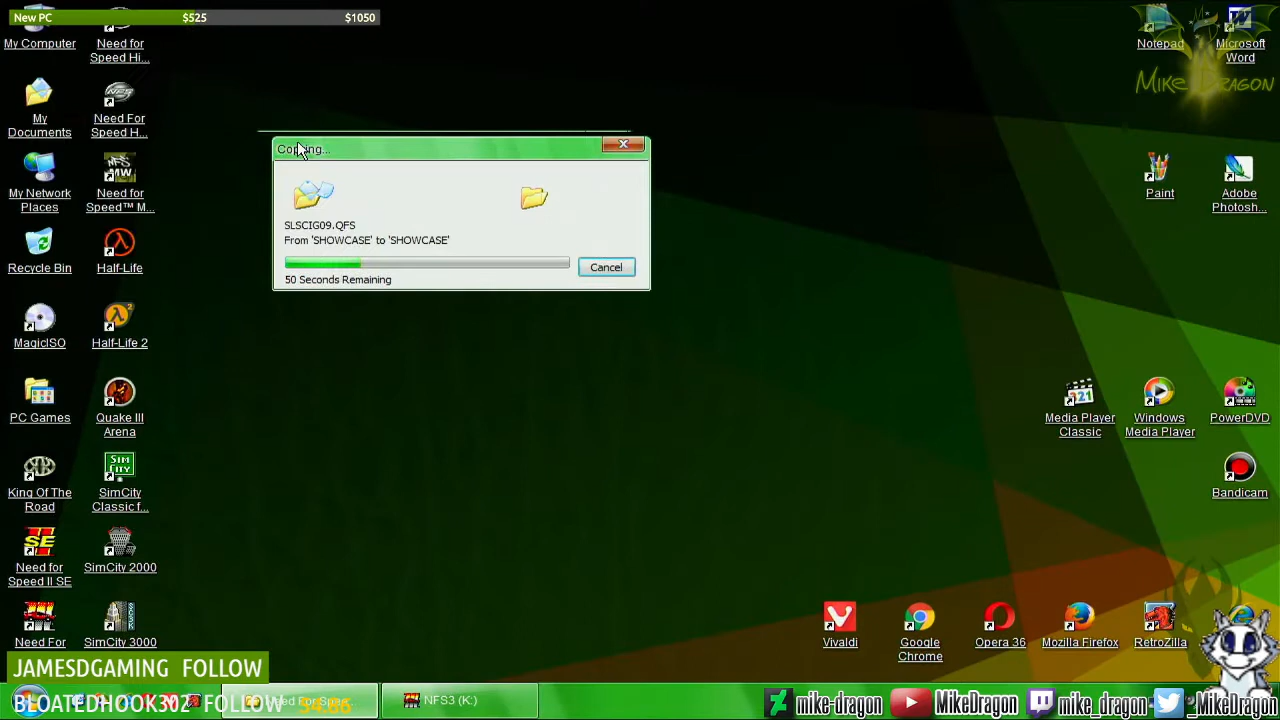 New PC $525 $1050
My Computer
Need for Speed Hi...
Notepad
Microsoft Word
MIKE DRAGON
My Documents
Need For Speed H...
Copying...
SLSCIG09.QFS
From 'SHOWCASE' to 'SHOWCASE'
Cancel
50 Seconds Remaining
My Network Places
Need for Speed™ M...
Paint
Adobe Photosh...
Recycle Bin
Half-Life
MagicISO
Half-Life 2
PC Games
Quake III Arena
Media Player Classic
Windows Media Player
PowerDVD
King Of The Road
SimCity Classic f...
Bandicam
Need for Speed II SE
SimCity 2000
Need For
SimCity 3000
Vivaldi
Google Chrome
Opera 36
Mozilla Firefox
RetroZilla
JAMESDGAMING FOLLOW
BLOATEDHOOK302 FOLLOW
NFS3 (K:)
mike-dragon
MikeDragon
mike_dragon
_MikeDragon